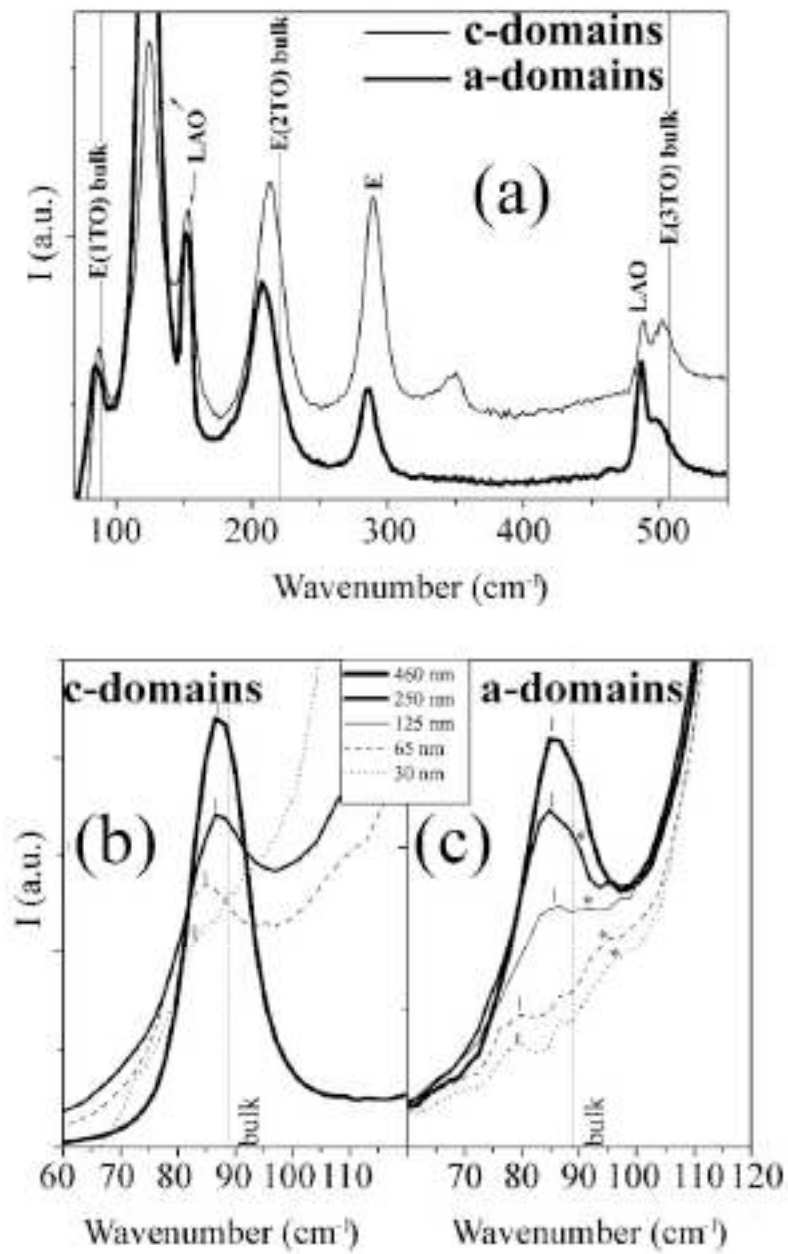 c-domains
a-domains
E(1TO) bulk
LAO
E(2TO) bulk
E
(a)
LAO
E(3TO) bulk
I (a.u.)
100 200 300 400 500
Wavenumber (cm⁻¹)
c-domains
460 nm
250 nm
125 nm
65 nm
30 nm
a-domains
(b)
(c)
I (a.u.)
bulk
bulk
60 70 80 90 100 110
70 80 90 100 110 120
Wavenumber (cm⁻¹)
Wavenumber (cm⁻¹)